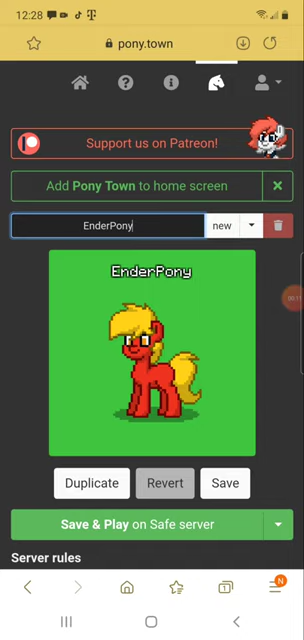 12:28
pony.town
Support us on Patreon!
Add Pony Town to home screen
EnderPony new
EnderPony
Duplicate Revert Save
Save & Play on Safe server
Server rules
1 N